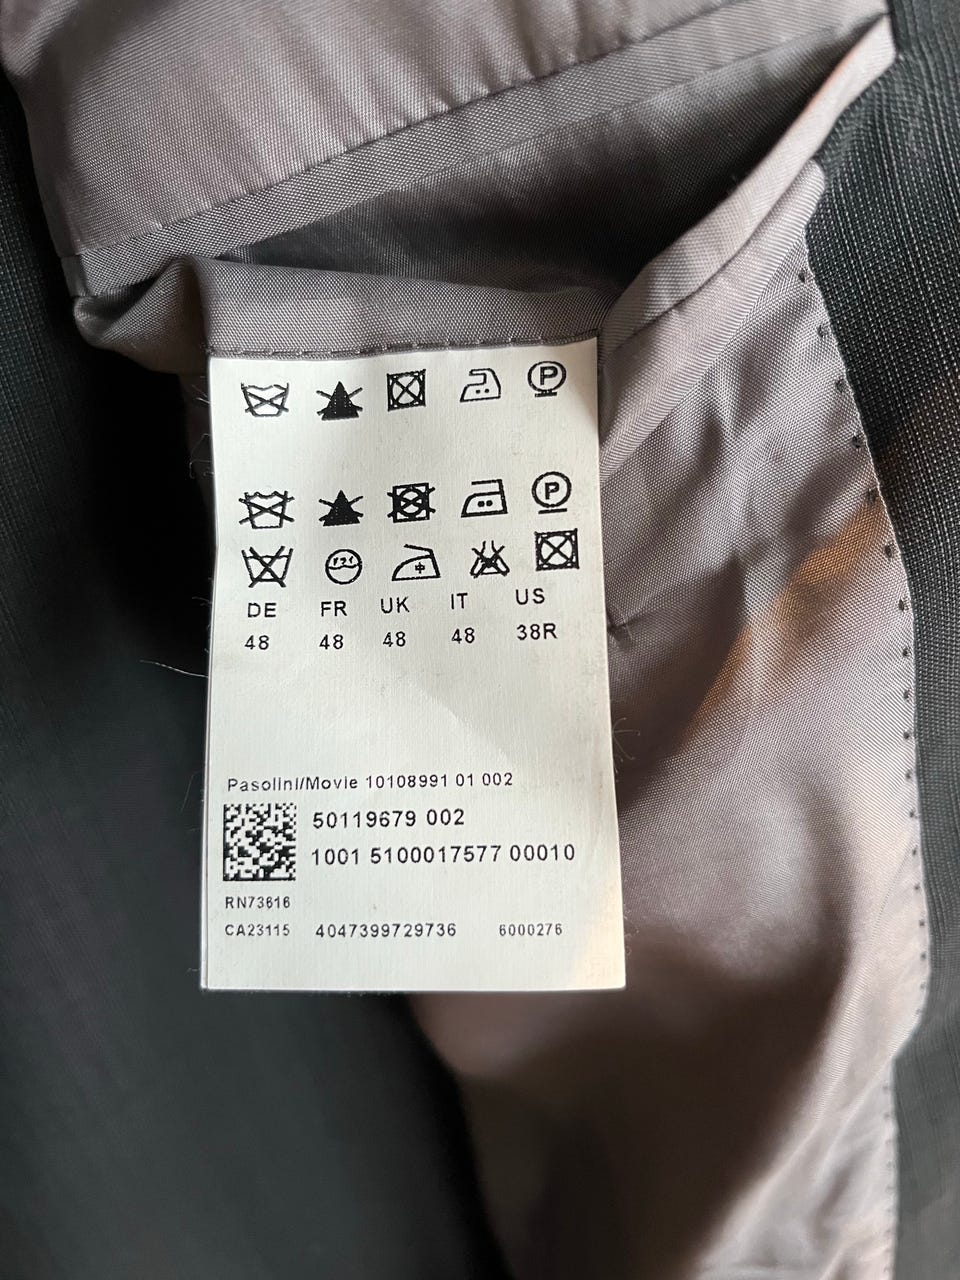 P
P
DE FR UK IT US
48 48 48 48 38R
Pasolini/Movie 10108991 01 002
50119679 002
1001 5100017577 00010
RN73616
CA23115 4047399729736 6000276